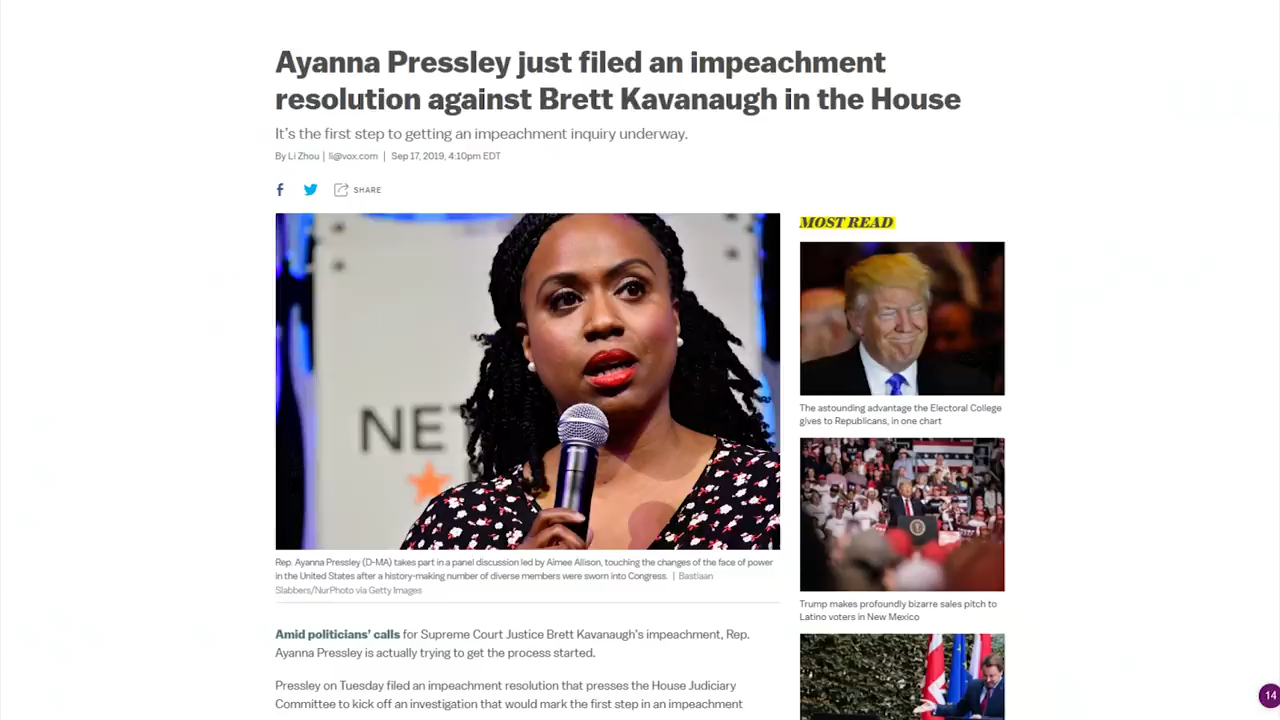 Ayanna Pressley just filed an impeachment
resolution against Brett Kavanaugh in the House
It's the first step to getting an impeachment inquiry underway.
By Li Zhou | li@vox.com | Sep 17, 2019, 4:10pm EDT
SHARE
MOST READ
NET
The astounding advantage the Electoral College
gives to Republicans, in one chart
Rep. Ayanna Pressley (D-MA) takes part in a panel discussion led by Aimee Allison, touching the changes of the face of power
in the United States after a history-making number of diverse members were sworn into Congress. | Bastiaan
Slabbers/NurPhoto via Getty Images
Trump makes profoundly bizarre sales pitch to
Latino voters in New Mexico
Amid politicians' calls for Supreme Court Justice Brett Kavanaugh's impeachment, Rep.
Ayanna Pressley is actually trying to get the process started.
Pressley on Tuesday filed an impeachment resolution that presses the House Judiciary
Committee to kick off an investigation that would mark the first step in an impeachment
14